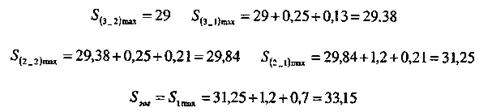 S(3_2)max = 29 S(3_1)max = 29 + 0,25 + 0,13 = 29.38
S(2_2)max = 29,38 + 0,25 + 0,21 = 29,84 S(2_1)max = 29,84 + 1,2 + 0,21 = 31,25
Sзаг = S1max = 31,25 + 1,2 + 0,7 = 33,15